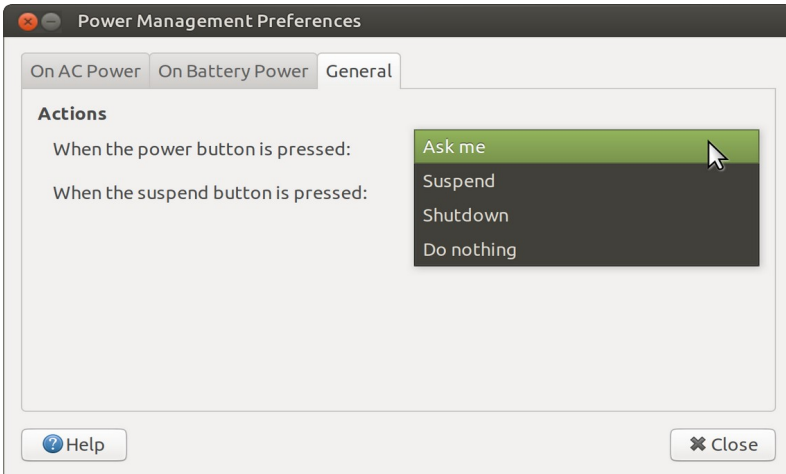 Power Management Preferences
On AC Power On Battery Power General
Actions
When the power button is pressed: Ask me
Suspend
When the suspend button is pressed:
Shutdown
Do nothing
Help Close